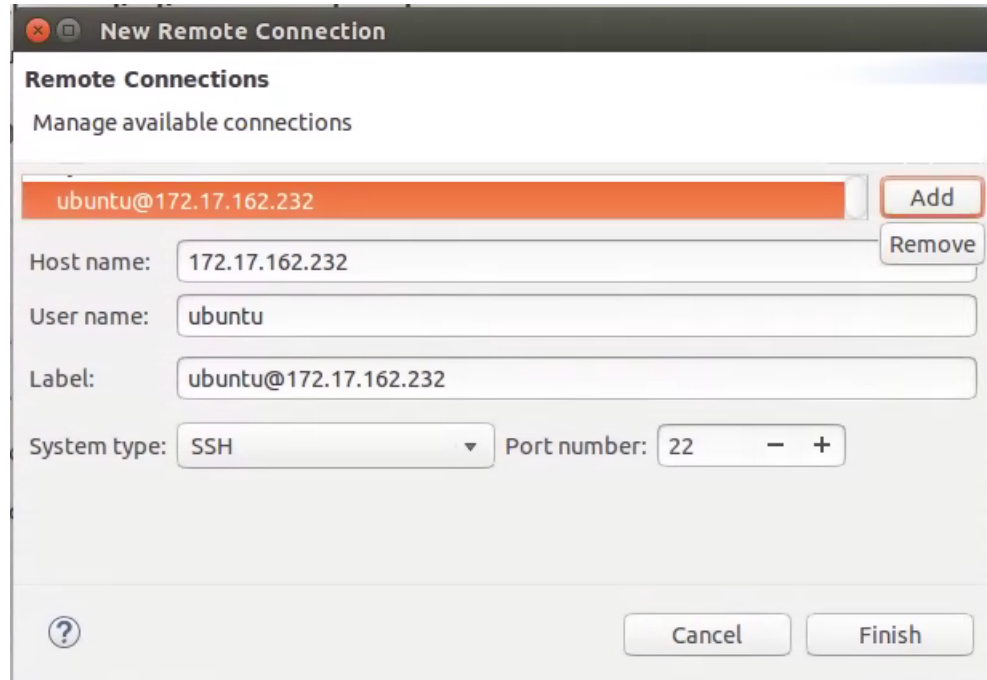 New Remote Connection
Remote Connections
Manage available connections
ubuntu@172.17.162.232
Add
Remove
Host name: 172.17.162.232
User name: ubuntu
Label: ubuntu@172.17.162.232
System type: SSH Port number: 22 − +
?
Cancel Finish